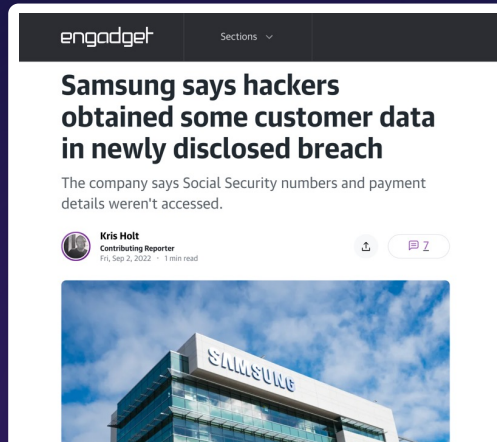 engadget
Sections
Samsung says hackers
obtained some customer data
in newly disclosed breach
The company says Social Security numbers and payment
details weren't accessed.
Kris Holt
Contributing Reporter
Fri, Sep 2, 2022 · 1 min read
7
SAMSUNG